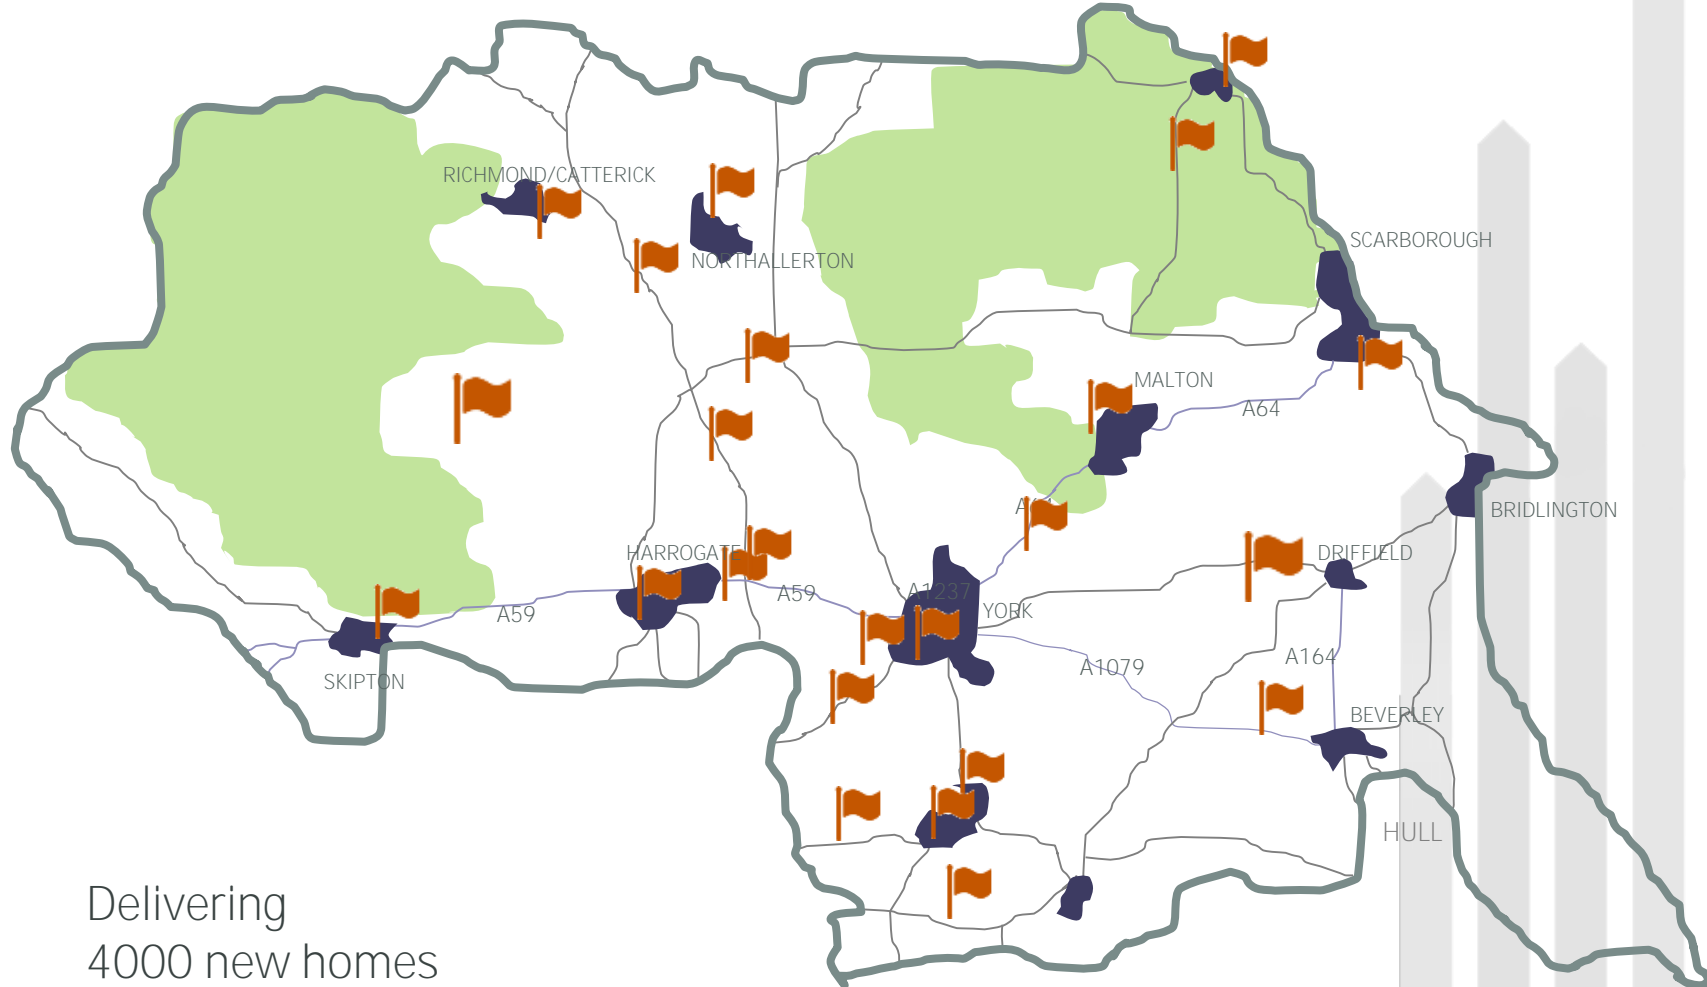 RICHMOND/CATTERICK
SCARBOROUGH
NORTHALLERTON
MALTON
A64
BRIDLINGTON
HARROGATE
DRIFFIELD
A59
A1237
A59
YORK
A1079
A164
SKIPTON
BEVERLEY
HULL
Delivering
4000 new homes